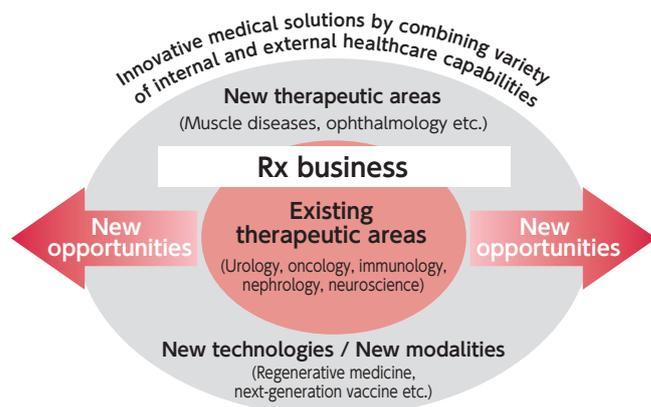 Innovative medical solutions by combining variety
of internal and external healthcare capabilities
New therapeutic areas
(Muscle diseases, ophthalmology etc.)
Rx business
New
opportunities
Existing
therapeutic areas
(Urology, oncology, immunology,
nephrology, neuroscience)
New
opportunities
New technologies / New modalities
(Regenerative medicine,
next-generation vaccine etc.)